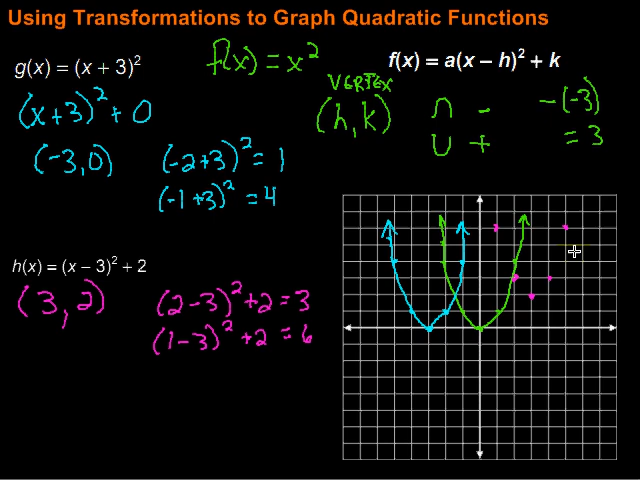 Using Transformations to Graph Quadratic Functions
g(x) = (x + 3)²
f(x) = x²
f(x) = a(x − h)² + k
VERTEX
(h, k)
∩ −
∪ +
−(−3)
= 3
(x+3)² + 0
(−3, 0)
(−2+3)² = 1
(−1+3)² = 4
h(x) = (x − 3)² + 2
(3, 2)
(2−3)² + 2 = 3
(1−3)² + 2 = 6